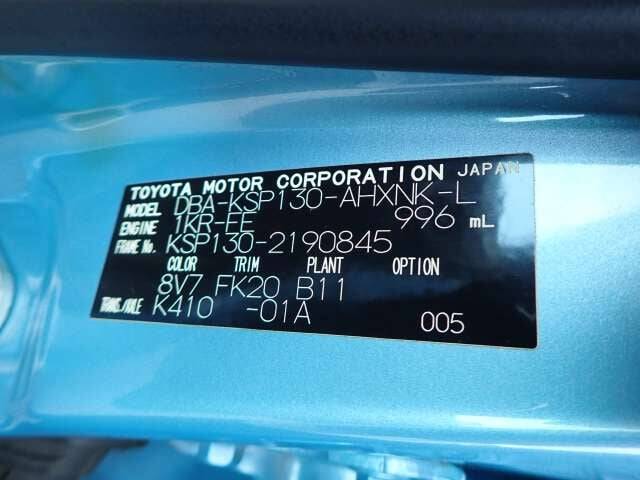 TOYOTA MOTOR CORPORATION JAPAN
MODEL DBA-KSP130-AHXNK-L
ENGINE 1KR-FE 996 mL
FRAME No. KSP130-2190845
COLOR TRIM PLANT OPTION
8V7 FK20 B11
TRANS./AXLE K410 -01A 005